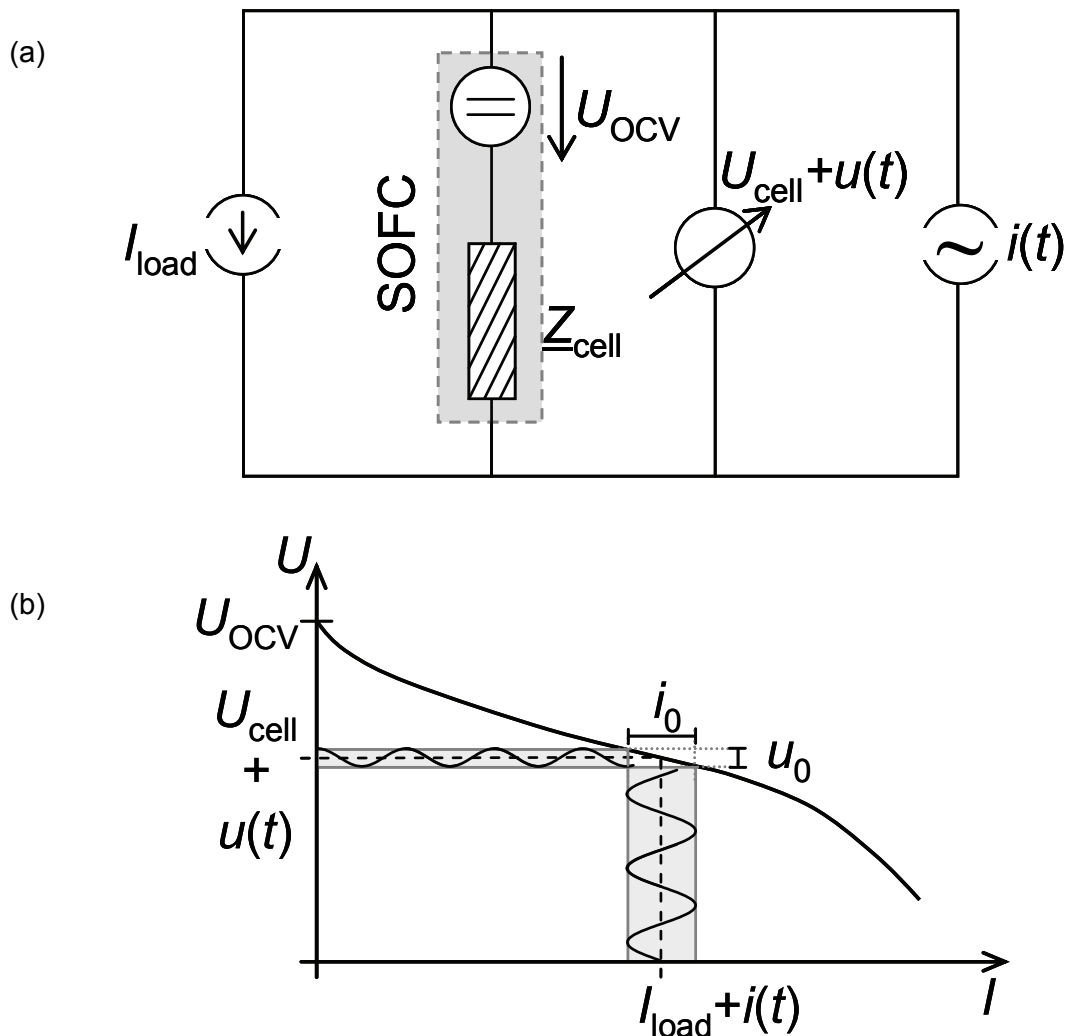 (a)
U_OCV
SOFC
U_cell+u(t)
I_load
~ i(t)
Z_cell
(b)
U
U_OCV
U_cell
+
u(t)
i_0
u_0
I_load+i(t)
I